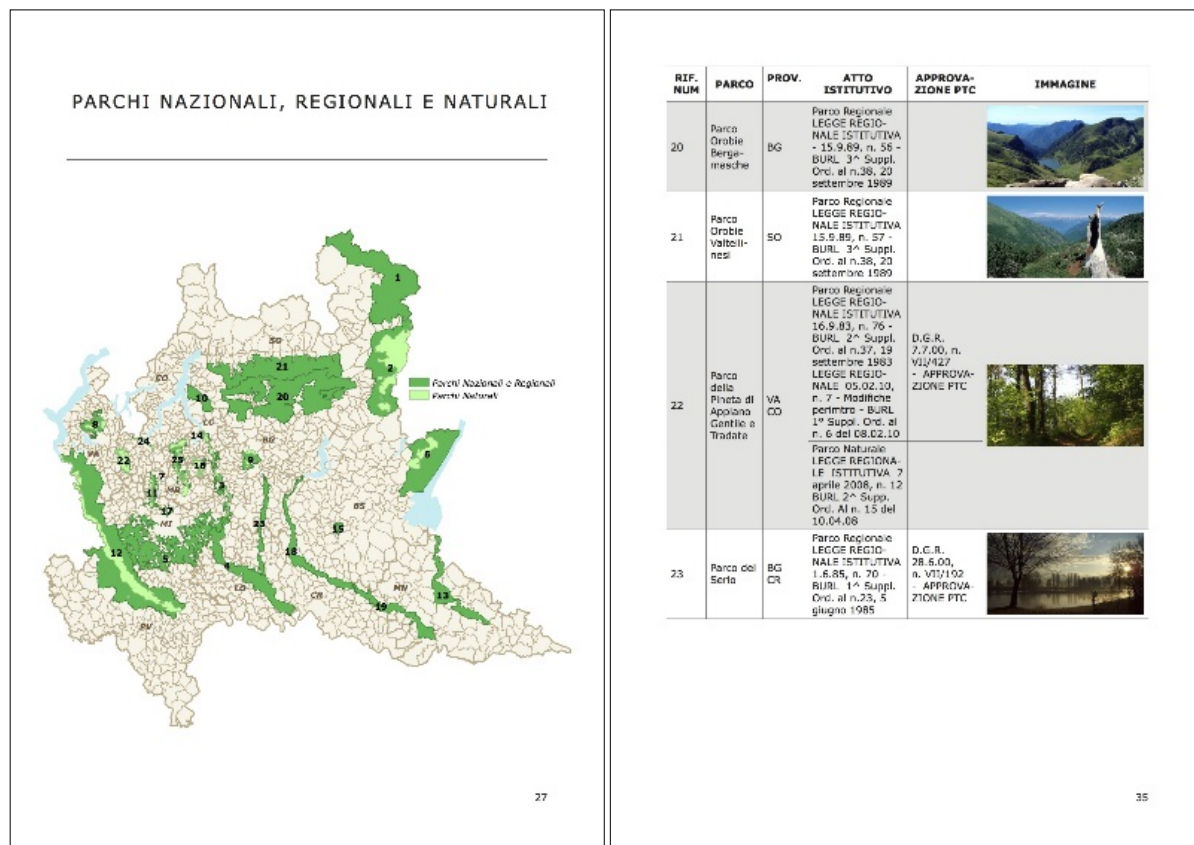 PARCHI NAZIONALI, REGIONALI E NATURALI
1
SO
21
2
Parchi Nazionali e Regionali
Parchi Naturali
CO
20
10
8
LC
14
24
BG
VA
22
25
16
9
6
7
MB
3
11
17
BS
MI
23
15
12
5
18
4
LO
CR
MN
13
19
PV
27
RIF. NUM
PARCO
PROV.
ATTO ISTITUTIVO
APPROVA-
ZIONE PTC
IMMAGINE
20
Parco
Orobie
Berga-
masche
BG
Parco Regionale
LEGGE REGIO-
NALE ISTITUTIVA
- 15.9.89, n. 56 -
BURL 3^ Suppl.
Ord. al n.38, 20
settembre 1989
21
Parco
Orobie
Valtelli-
nesi
SO
Parco Regionale
LEGGE REGIO-
NALE ISTITUTIVA
15.9.89, n. 57 -
BURL 3^ Suppl.
Ord. al n.38, 20
settembre 1989
22
Parco
della
Pineta di
Appiano
Gentile e
Tradate
VA
CO
Parco Regionale
LEGGE REGIO-
NALE ISTITUTIVA
16.9.83, n. 76 -
BURL 2^ Suppl.
Ord. al n.37, 19
settembre 1983
LEGGE REGIO-
NALE 05.02.10,
n. 7 - Modifiche
perimtro - BURL
1° Suppl. Ord. al
n. 6 del 08.02.10
D.G.R.
7.7.00, n.
VII/427
- APPROVA-
ZIONE PTC
Parco Naturale
LEGGE REGIONA-
LE ISTITUTIVA 7
aprile 2008, n. 12
BURL 2^ Supp.
Ord. Al n. 15 del
10.04.08
23
Parco del
Serio
BG
CR
Parco Regionale
LEGGE REGIO-
NALE ISTITUTIVA
1.6.85, n. 70 -
BURL 1^ Suppl.
Ord. al n.23, 5
giugno 1985
D.G.R.
28.6.00,
n. VII/192
- APPROVA-
ZIONE PTC
35